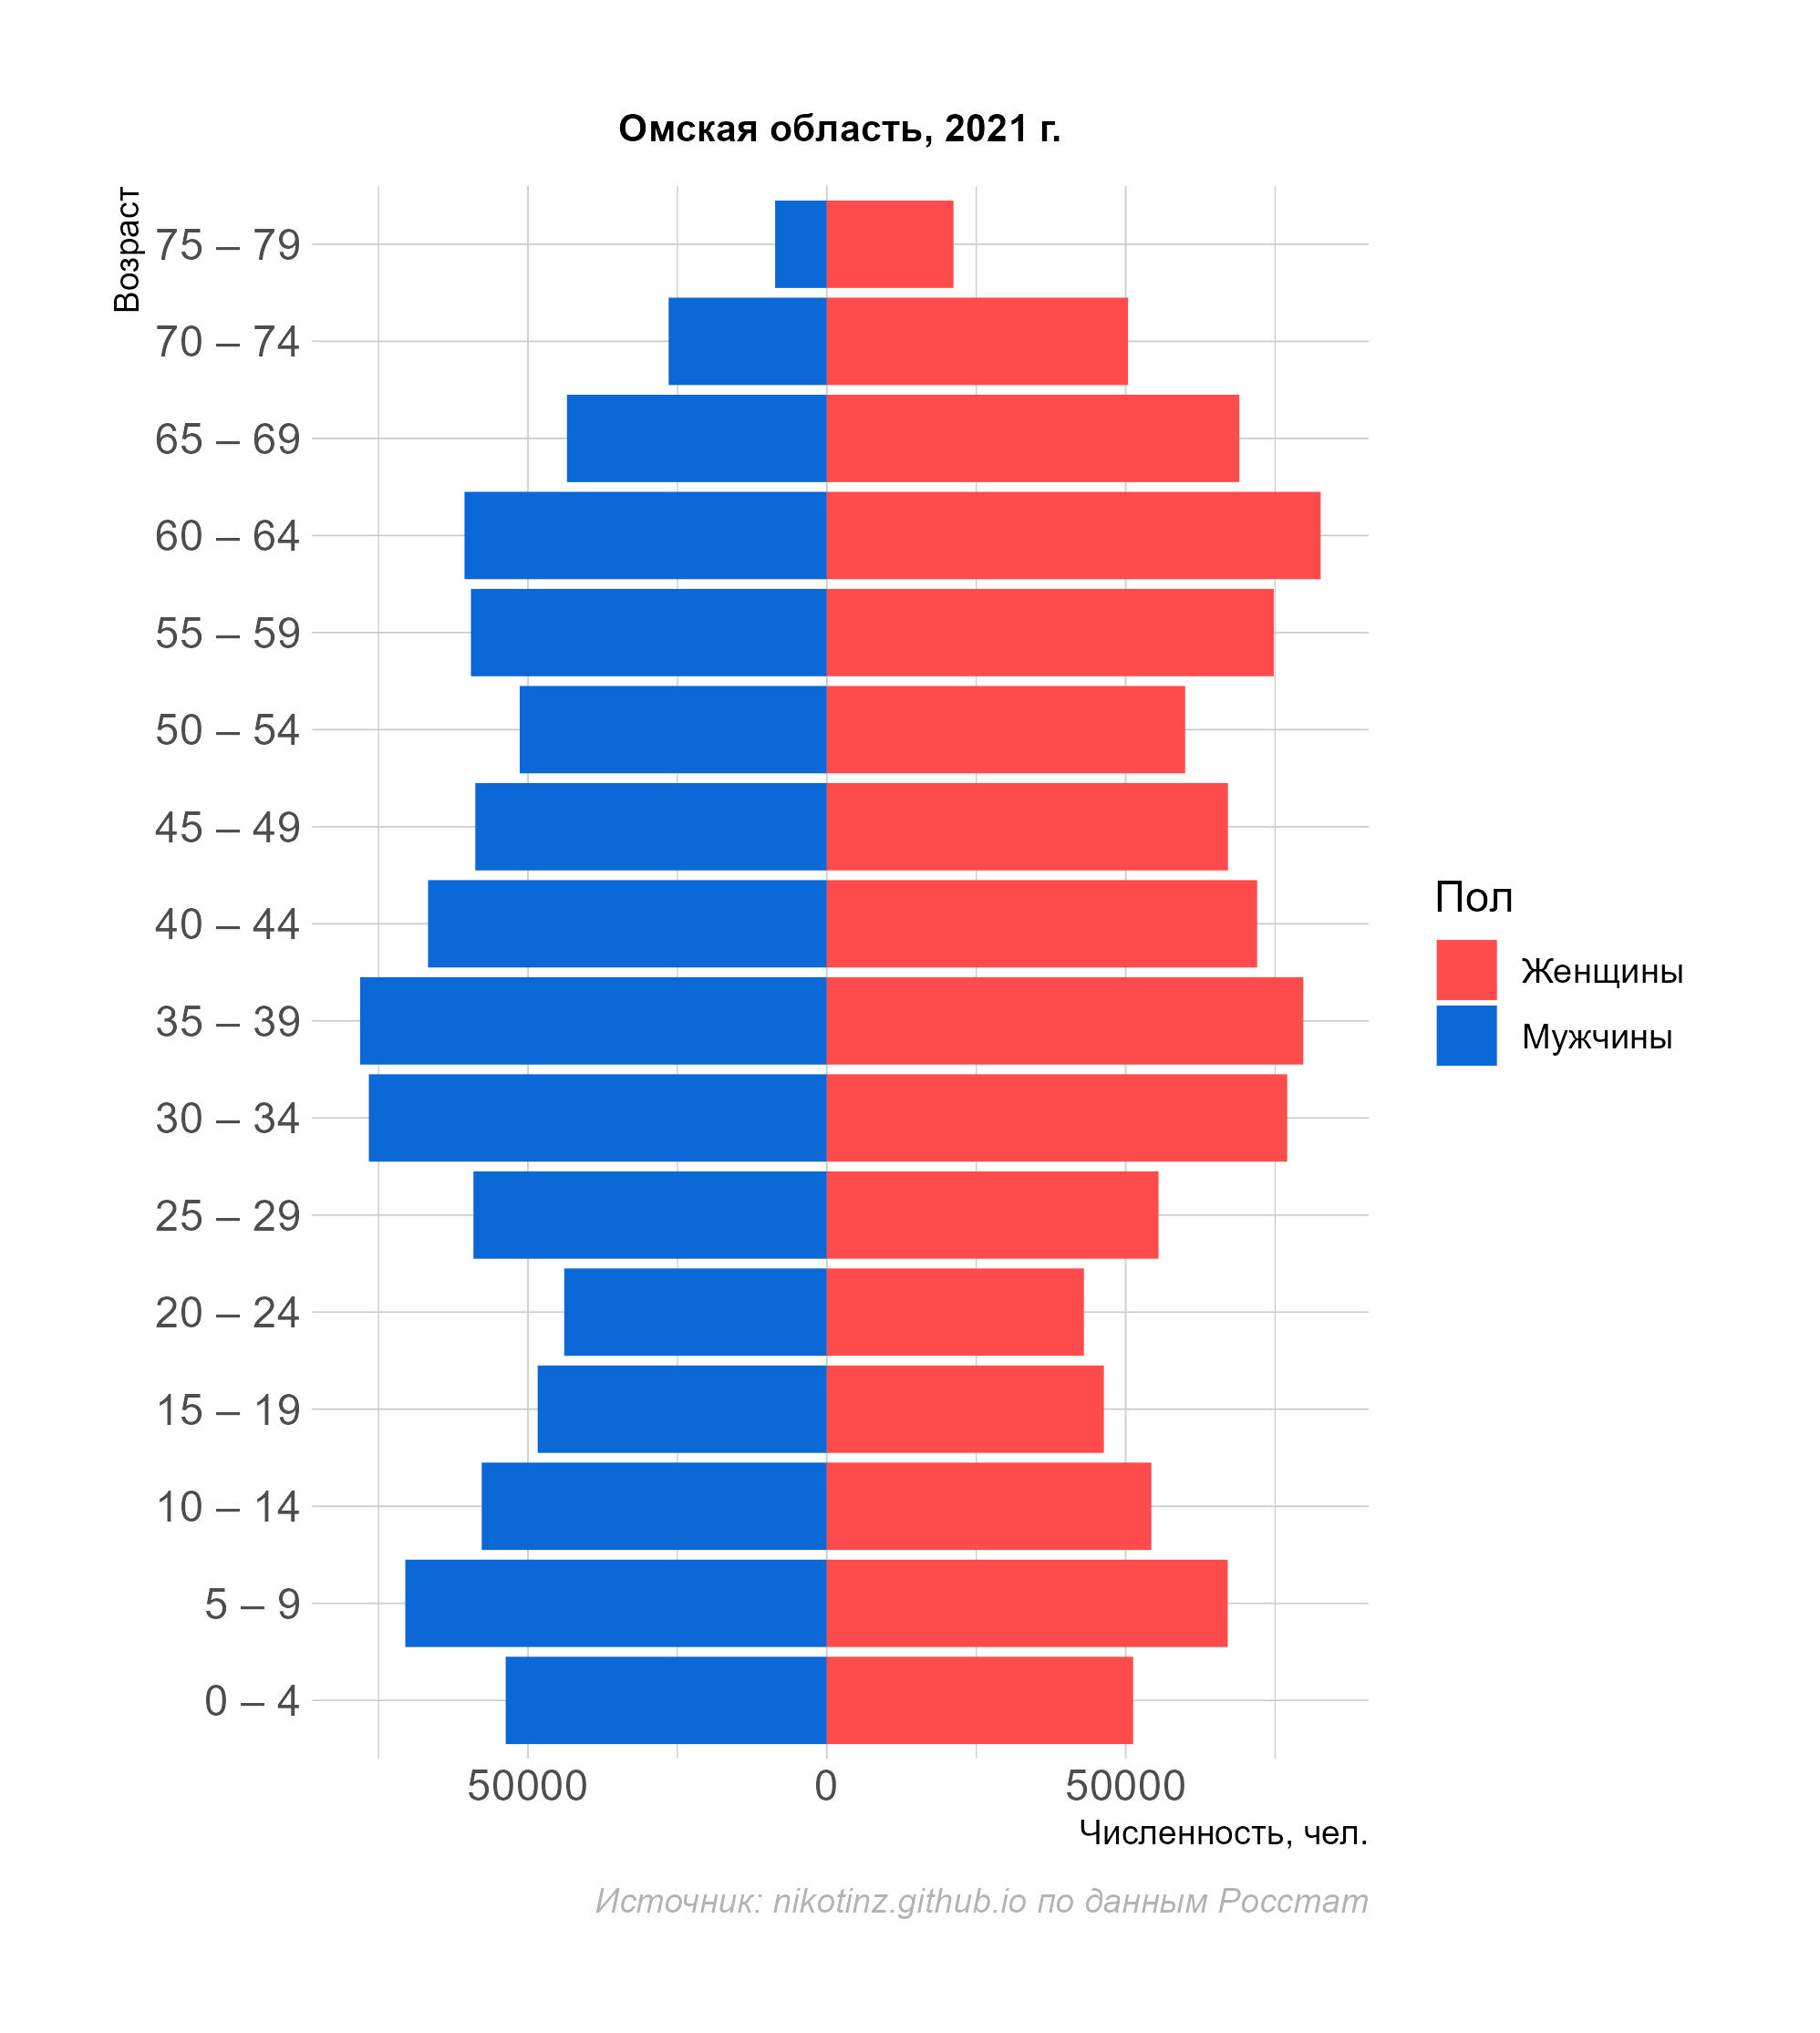 Омская область, 2021 г.
Возраст
75 – 79
70 – 74
65 – 69
60 – 64
55 – 59
50 – 54
45 – 49
40 – 44
35 – 39
30 – 34
25 – 29
20 – 24
15 – 19
10 – 14
5 – 9
0 – 4
50000 0 50000
Численность, чел.
Пол
Женщины
Мужчины
Источник: nikotinz.github.io по данным Росстат